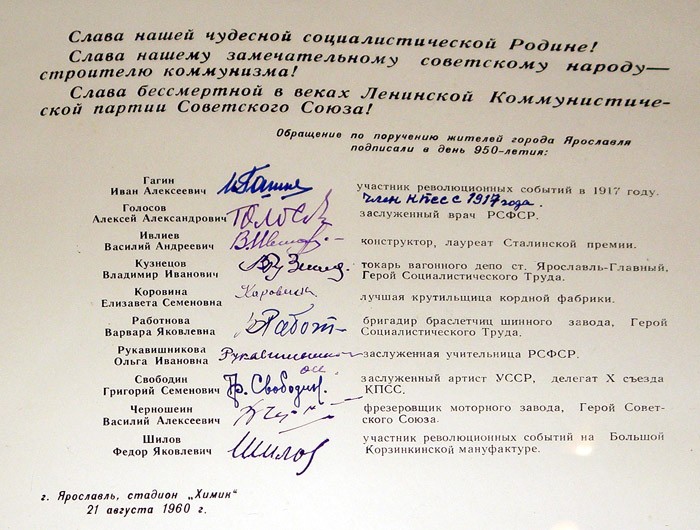 Слава нашей чудесной социалистической Родине!
Слава нашему замечательному советскому народу—
строителю коммунизма!
Слава бессмертной в веках Ленинской Коммунистиче-
ской партии Советского Союза!
Обращение по поручению жителей города Ярославля
подписали в день 950-летия:
Гагин
Иван Алексеевич
участник революционных событий в 1917 году.
член КПСС с 1917 года.
Голосов
Алексей Александрович
Голосов
заслуженный врач РСФСР.
Ивлиев
Василий Андреевич
конструктор, лауреат Сталинской премии.
Кузнецов
Владимир Иванович
токарь вагонного депо ст. Ярославль-Главный,
Герой Социалистического Труда.
Коровина
Елизавета Семеновна
Коровина
лучшая крутильщица кордной фабрики.
Работнова
Варвара Яковлевна
бригадир браслетчиц шинного завода, Герой
Социалистического Труда.
Рукавишникова
Ольга Ивановна
Рукавишникова
заслуженная учительница РСФСР.
Свободин
Григорий Семенович
Гр. Свободин.
заслуженный артист УССР, делегат X съезда
КПСС.
Черношеин
Василий Алексеевич
фрезеровщик моторного завода, Герой Совет-
ского Союза.
Шилов
Федор Яковлевич
Шилов
участник революционных событий на Большой
Корзинкинской мануфактуре.
г. Ярославль, стадион „Химик"
21 августа 1960 г.